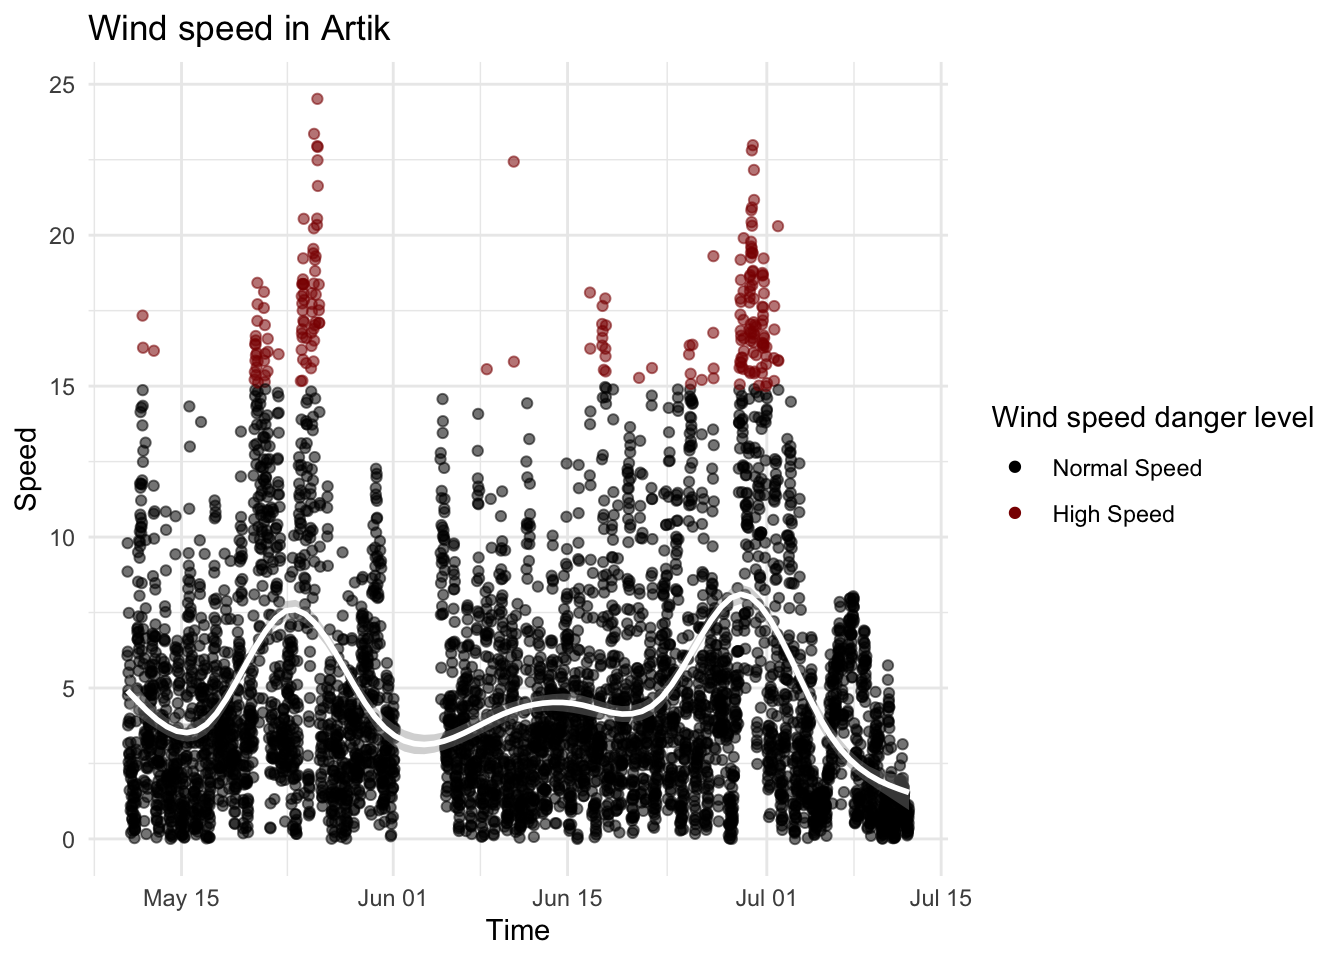 Wind speed in Artik
25
20
15
10
5
0
Speed
May 15
Jun 01
Jun 15
Jul 01
Jul 15
Time
Wind speed danger level
Normal Speed
High Speed